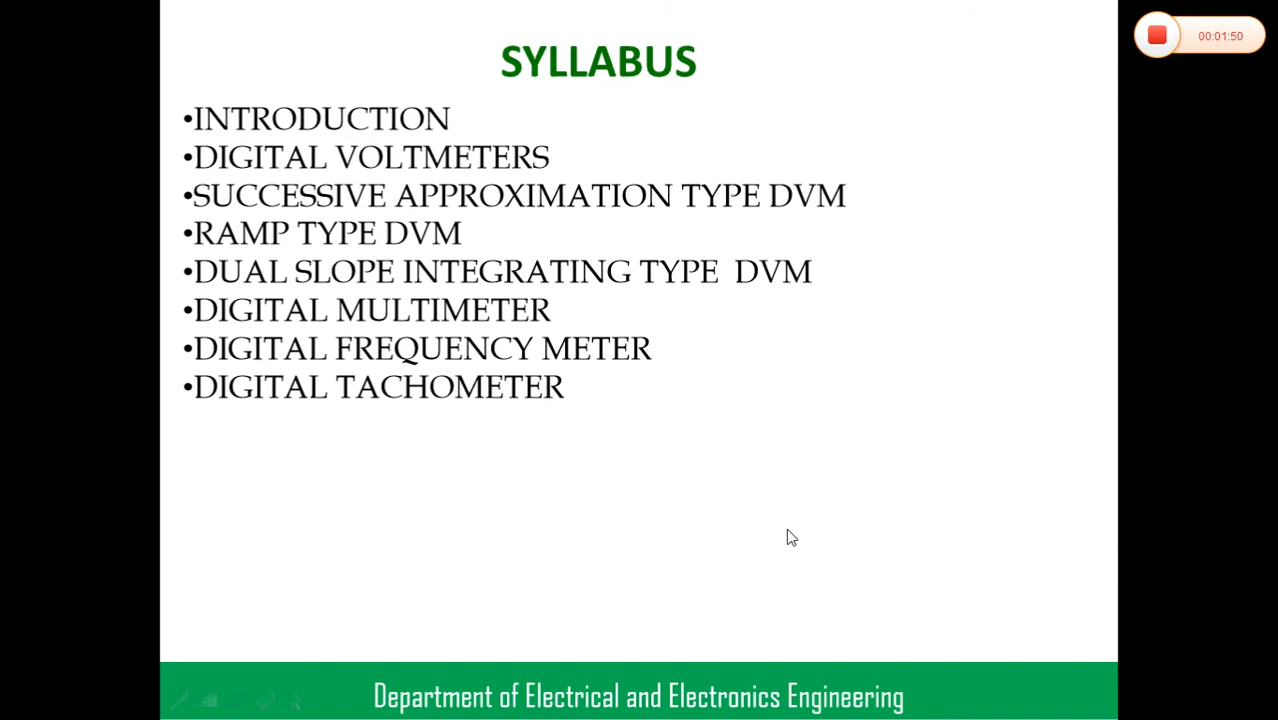 SYLLABUS
00:01:50
•INTRODUCTION
•DIGITAL VOLTMETERS
•SUCCESSIVE APPROXIMATION TYPE DVM
•RAMP TYPE DVM
•DUAL SLOPE INTEGRATING TYPE DVM
•DIGITAL MULTIMETER
•DIGITAL FREQUENCY METER
•DIGITAL TACHOMETER
Department of Electrical and Electronics Engineering